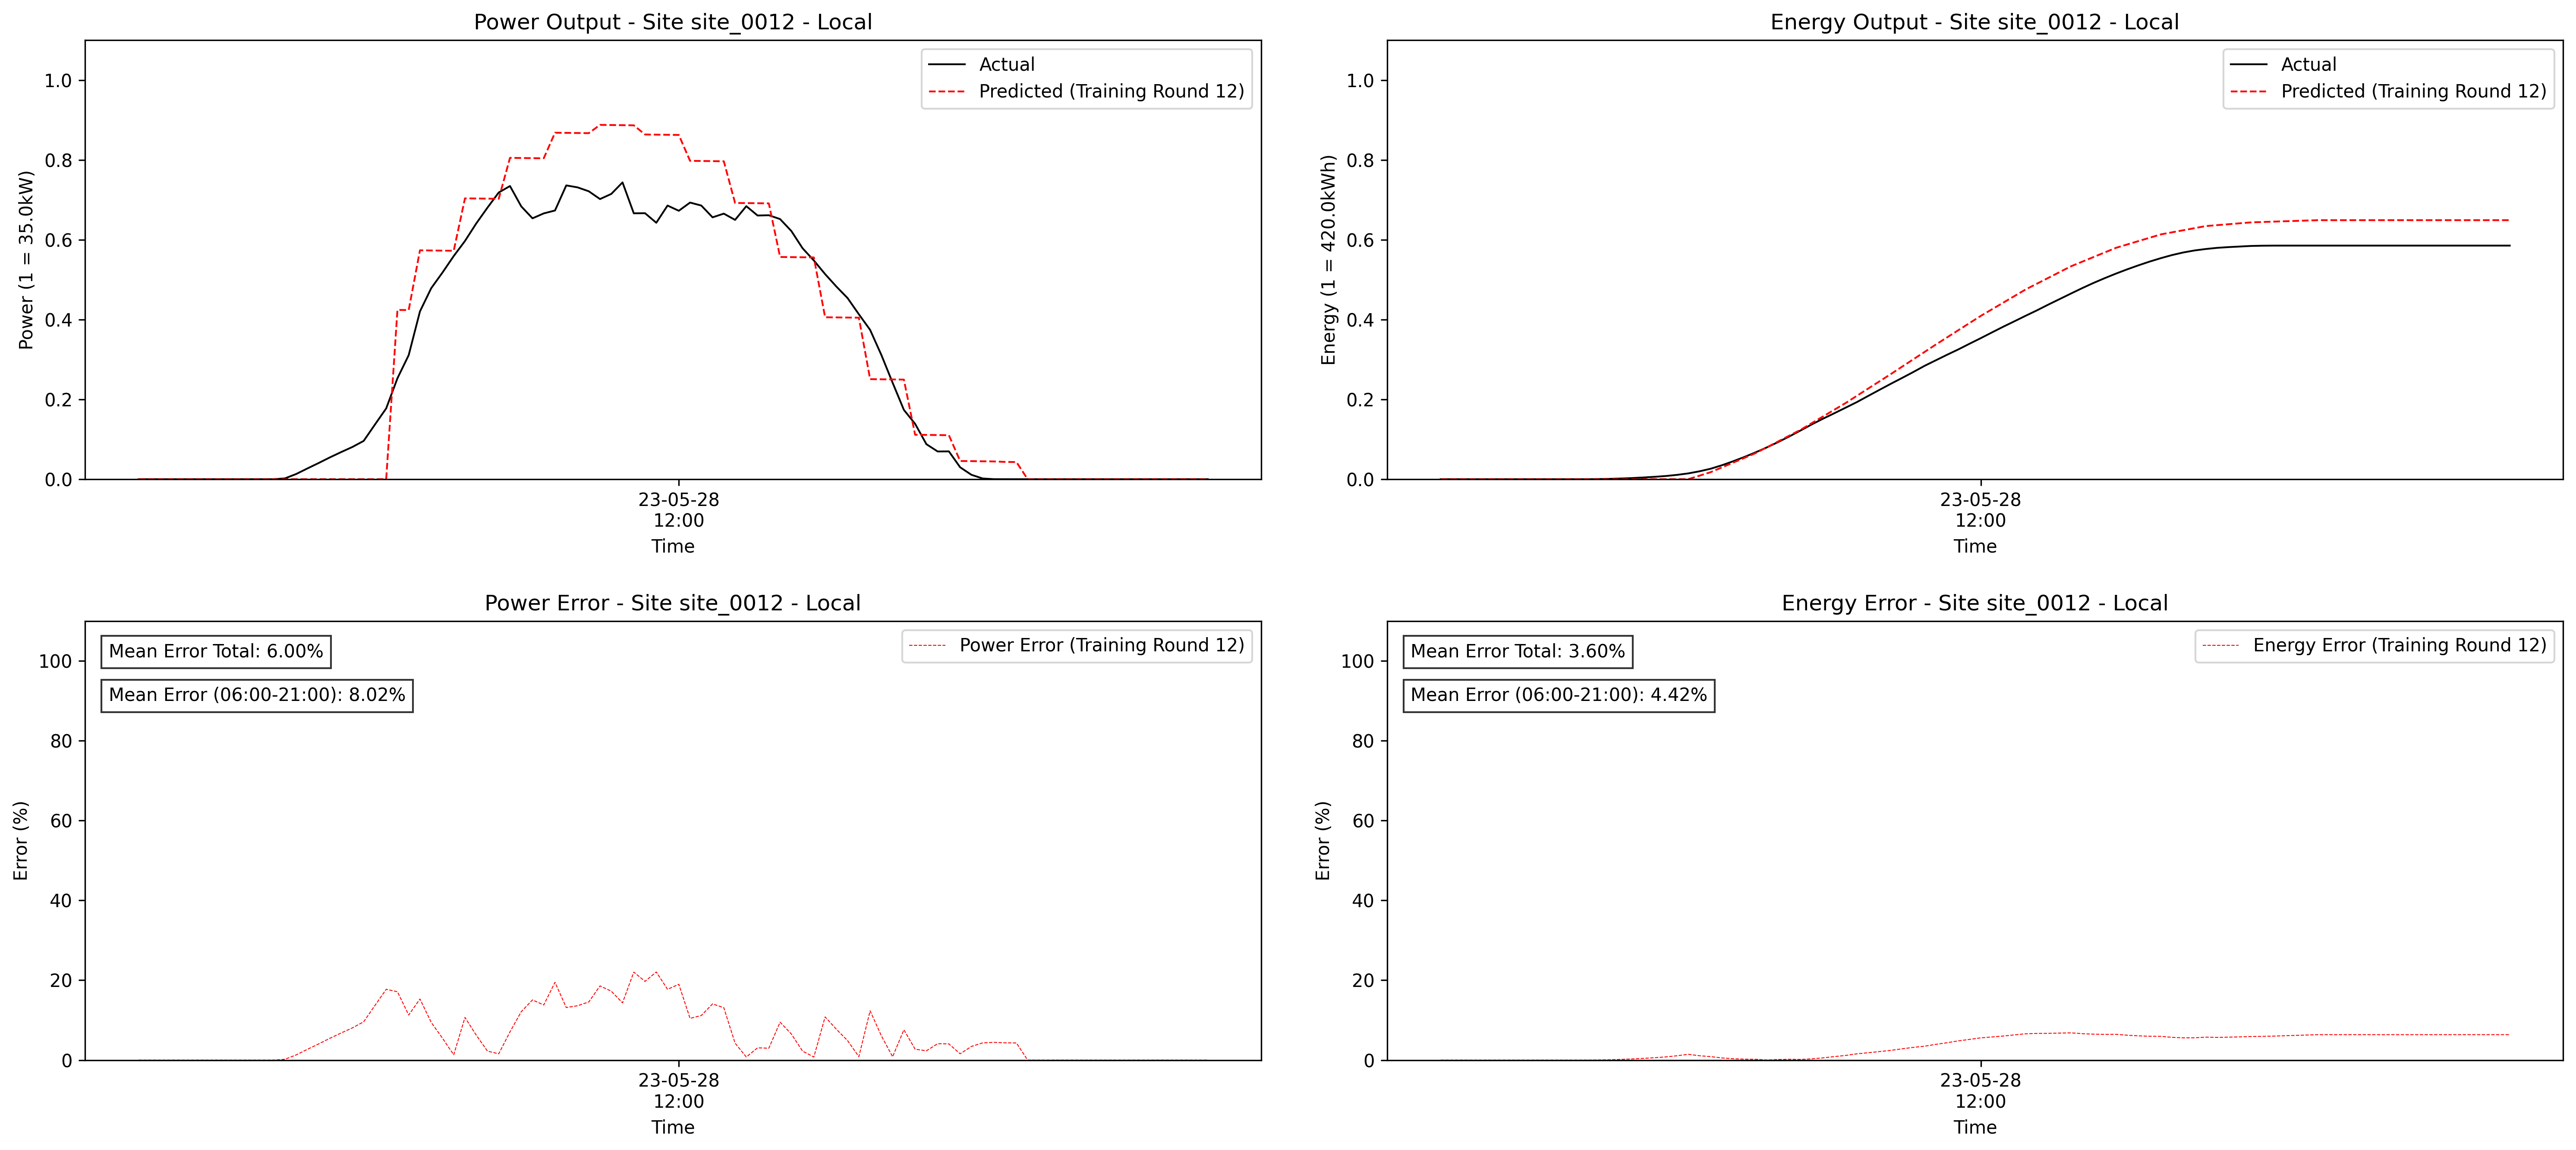 Power Output - Site site_0012 - Local
Power (1 = 35.0kW)
1.0
0.8
0.6
0.4
0.2
0.0
Actual
Predicted (Training Round 12)
23-05-28
12:00
Time
Energy Output - Site site_0012 - Local
Energy (1 = 420.0kWh)
1.0
0.8
0.6
0.4
0.2
0.0
Actual
Predicted (Training Round 12)
23-05-28
12:00
Time
Power Error - Site site_0012 - Local
Error (%)
100
80
60
40
20
0
Mean Error Total: 6.00%
Mean Error (06:00-21:00): 8.02%
Power Error (Training Round 12)
23-05-28
12:00
Time
Energy Error - Site site_0012 - Local
Error (%)
100
80
60
40
20
0
Mean Error Total: 3.60%
Mean Error (06:00-21:00): 4.42%
Energy Error (Training Round 12)
23-05-28
12:00
Time